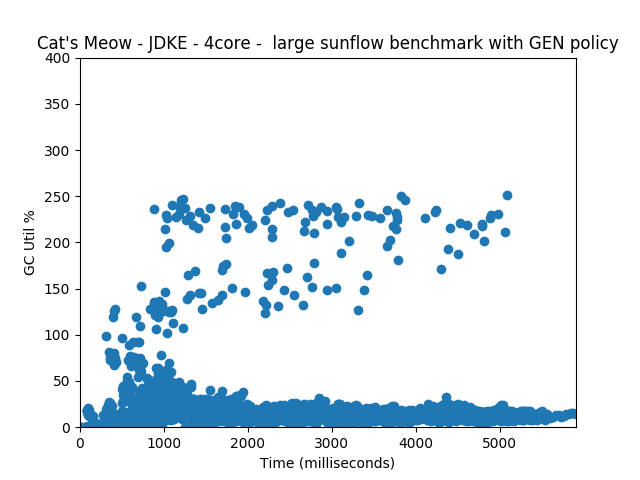 Cat's Meow - JDKE - 4core -  large sunflow benchmark with GEN policy
400
350
300
250
200
150
100
50
0
GC Util %
0 1000 2000 3000 4000 5000
Time (milliseconds)